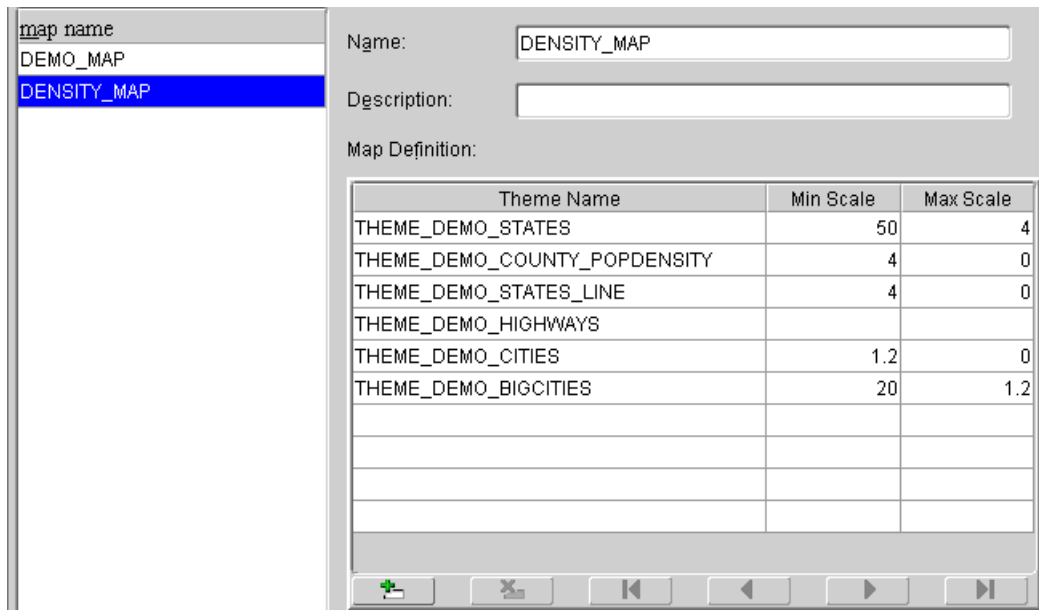 map name
DEMO_MAP
DENSITY_MAP
Name: DENSITY_MAP
Description:
Map Definition:
Theme Name Min Scale Max Scale
THEME_DEMO_STATES 50 4
THEME_DEMO_COUNTY_POPDENSITY 4 0
THEME_DEMO_STATES_LINE 4 0
THEME_DEMO_HIGHWAYS
THEME_DEMO_CITIES 1.2 0
THEME_DEMO_BIGCITIES 20 1.2